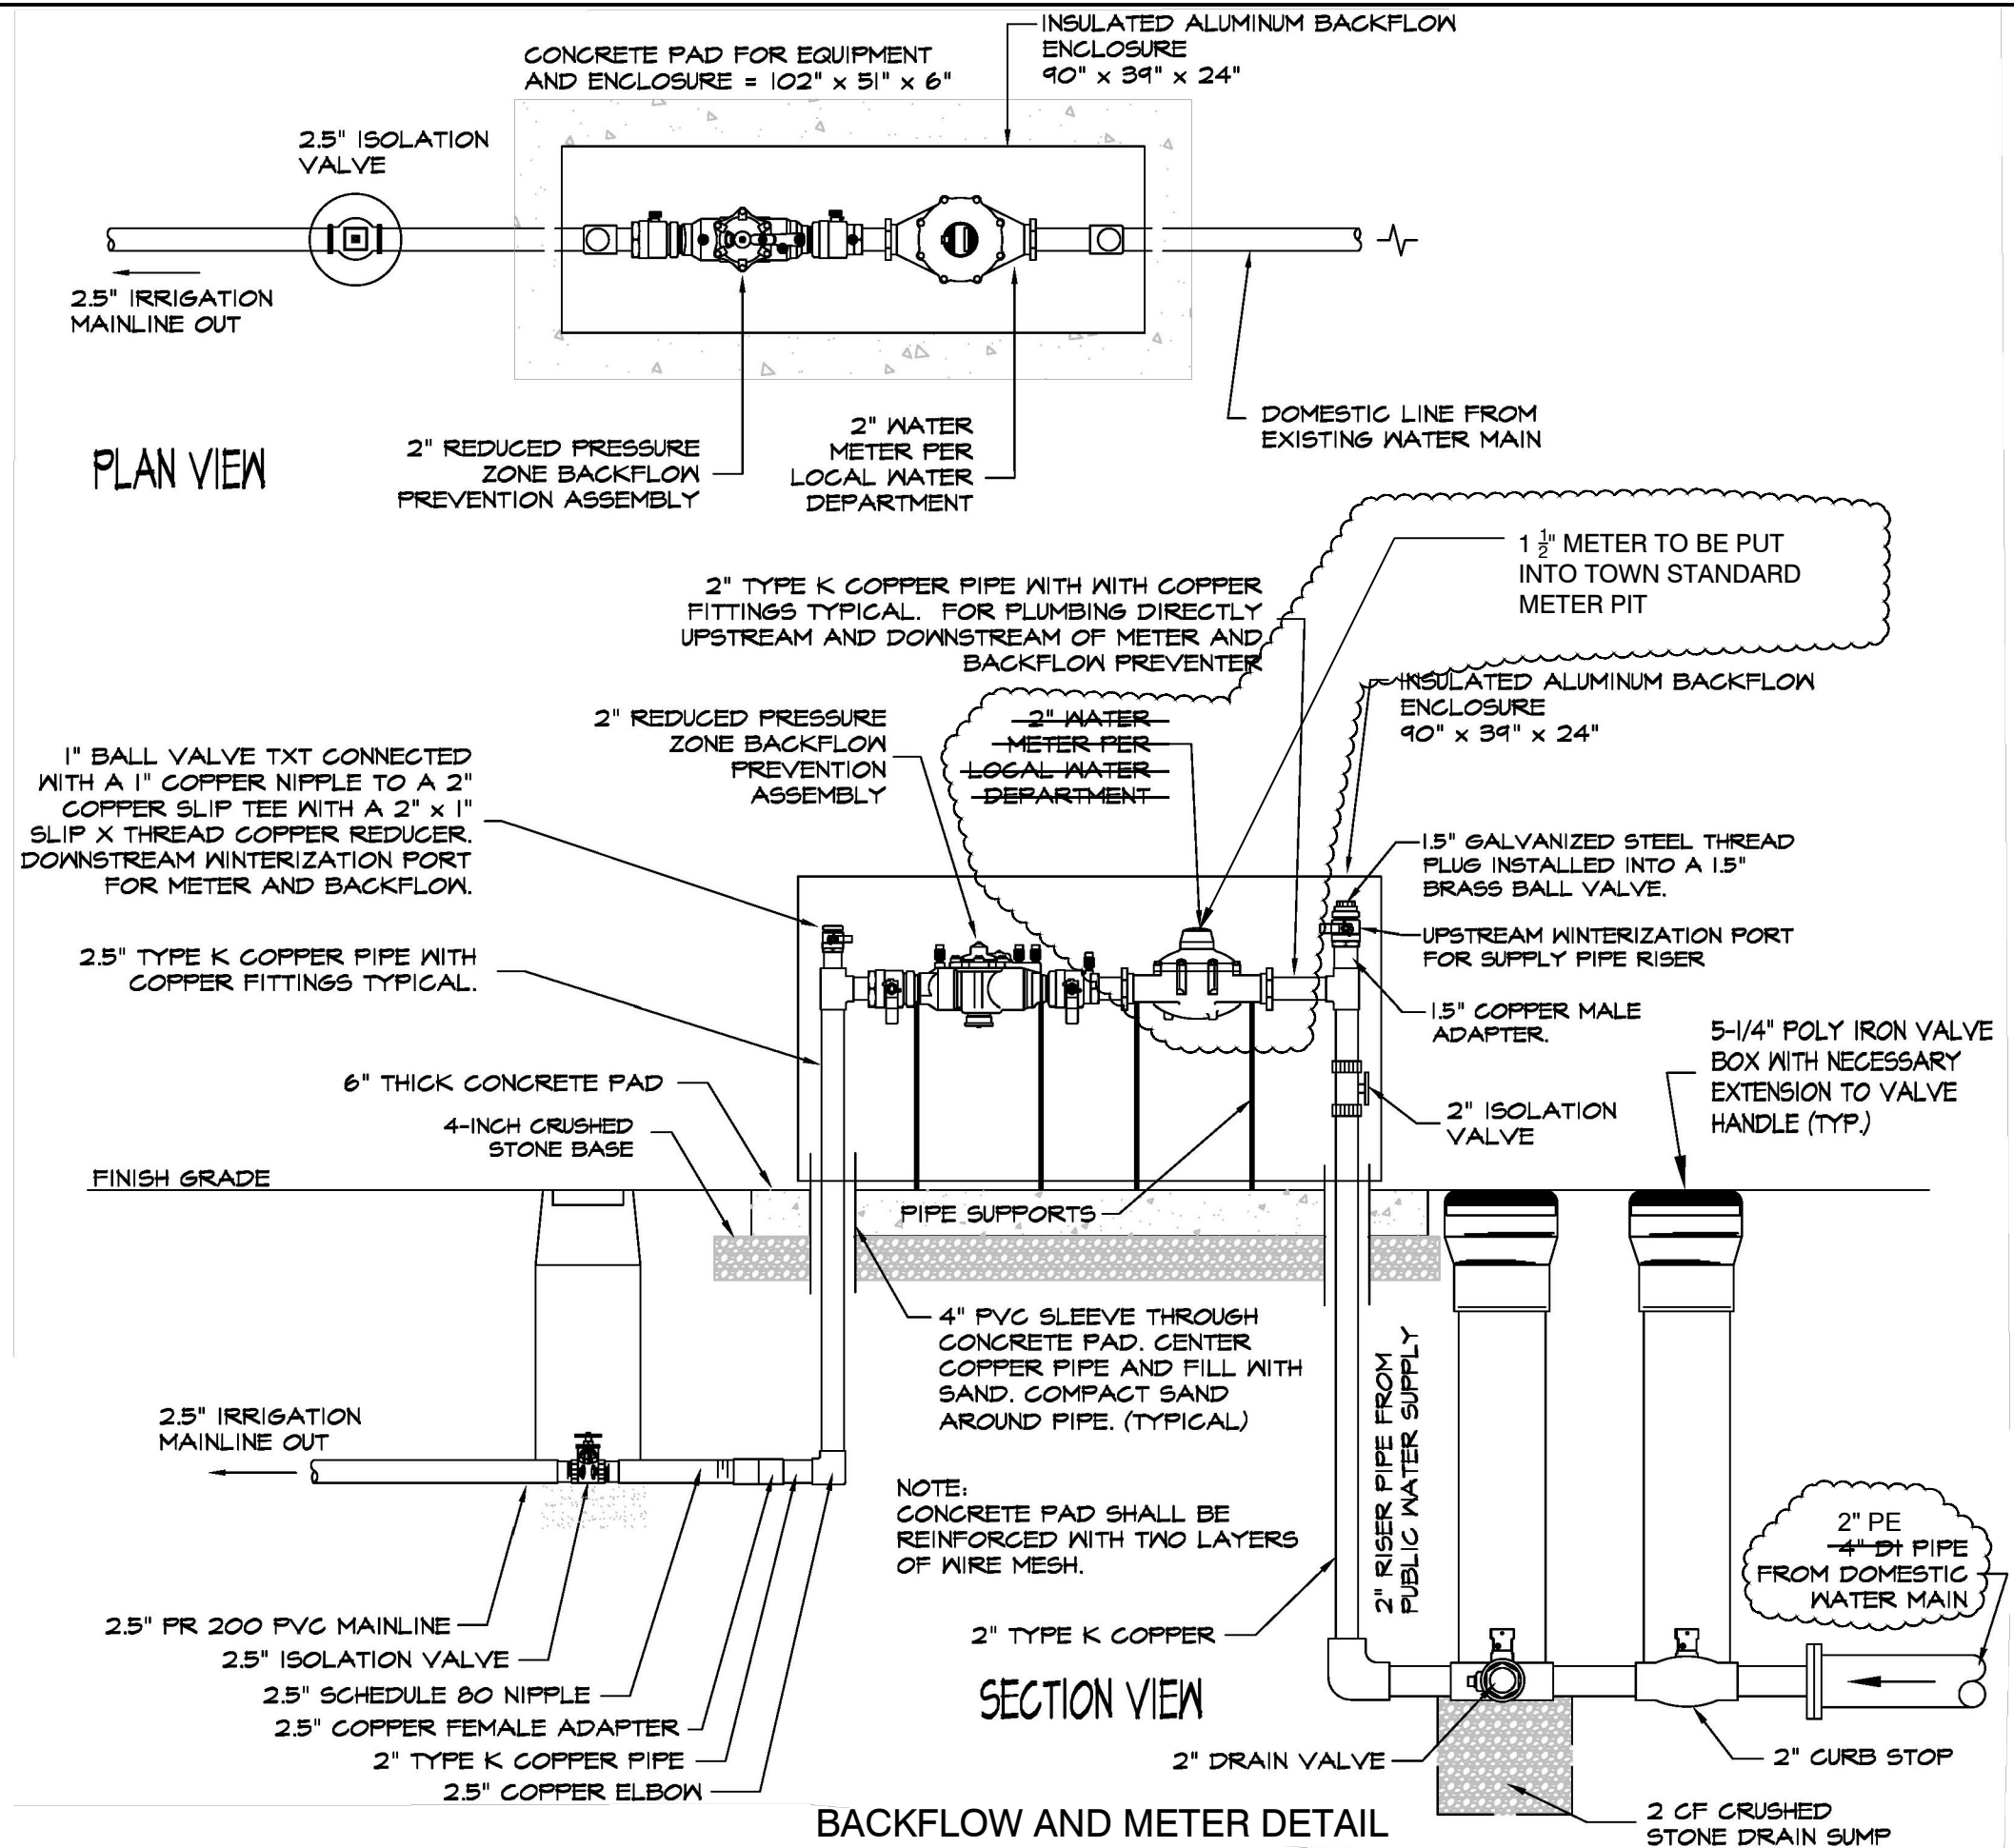 INSULATED ALUMINUM BACKFLOW
ENCLOSURE
90" x 39" x 24"
CONCRETE PAD FOR EQUIPMENT
AND ENCLOSURE = 102" x 51" x 6"
2.5" ISOLATION
VALVE
2.5" IRRIGATION
MAINLINE OUT
DOMESTIC LINE FROM
EXISTING WATER MAIN
2" REDUCED PRESSURE
ZONE BACKFLOW
PREVENTION ASSEMBLY
2" WATER
METER PER
LOCAL WATER
DEPARTMENT
PLAN VIEW
1 1/2" METER TO BE PUT
INTO TOWN STANDARD
METER PIT
2" TYPE K COPPER PIPE WITH WITH COPPER
FITTINGS TYPICAL. FOR PLUMBING DIRECTLY
UPSTREAM AND DOWNSTREAM OF METER AND
BACKFLOW PREVENTER
INSULATED ALUMINUM BACKFLOW
ENCLOSURE
90" x 39" x 24"
2" REDUCED PRESSURE
ZONE BACKFLOW
PREVENTION
ASSEMBLY
2" WATER
METER PER
LOCAL WATER
DEPARTMENT
1" BALL VALVE TXT CONNECTED
WITH A 1" COPPER NIPPLE TO A 2"
COPPER SLIP TEE WITH A 2" x 1"
SLIP X THREAD COPPER REDUCER.
DOWNSTREAM WINTERIZATION PORT
FOR METER AND BACKFLOW.
1.5" GALVANIZED STEEL THREAD
PLUG INSTALLED INTO A 1.5"
BRASS BALL VALVE.
UPSTREAM WINTERIZATION PORT
FOR SUPPLY PIPE RISER
2.5" TYPE K COPPER PIPE WITH
COPPER FITTINGS TYPICAL.
1.5" COPPER MALE
ADAPTER.
5-1/4" POLY IRON VALVE
BOX WITH NECESSARY
EXTENSION TO VALVE
HANDLE (TYP.)
6" THICK CONCRETE PAD
4-INCH CRUSHED
STONE BASE
2" ISOLATION
VALVE
FINISH GRADE
PIPE SUPPORTS
4" PVC SLEEVE THROUGH
CONCRETE PAD. CENTER
COPPER PIPE AND FILL WITH
SAND. COMPACT SAND
AROUND PIPE. (TYPICAL)
2" RISER PIPE FROM
PUBLIC WATER SUPPLY
2.5" IRRIGATION
MAINLINE OUT
NOTE:
CONCRETE PAD SHALL BE
REINFORCED WITH TWO LAYERS
OF WIRE MESH.
2" PE
4" DI PIPE
FROM DOMESTIC
WATER MAIN
2.5" PR 200 PVC MAINLINE
2.5" ISOLATION VALVE
2.5" SCHEDULE 80 NIPPLE
2.5" COPPER FEMALE ADAPTER
2" TYPE K COPPER PIPE
2.5" COPPER ELBOW
2" TYPE K COPPER
SECTION VIEW
2" DRAIN VALVE
2" CURB STOP
2 CF CRUSHED
STONE DRAIN SUMP
BACKFLOW AND METER DETAIL